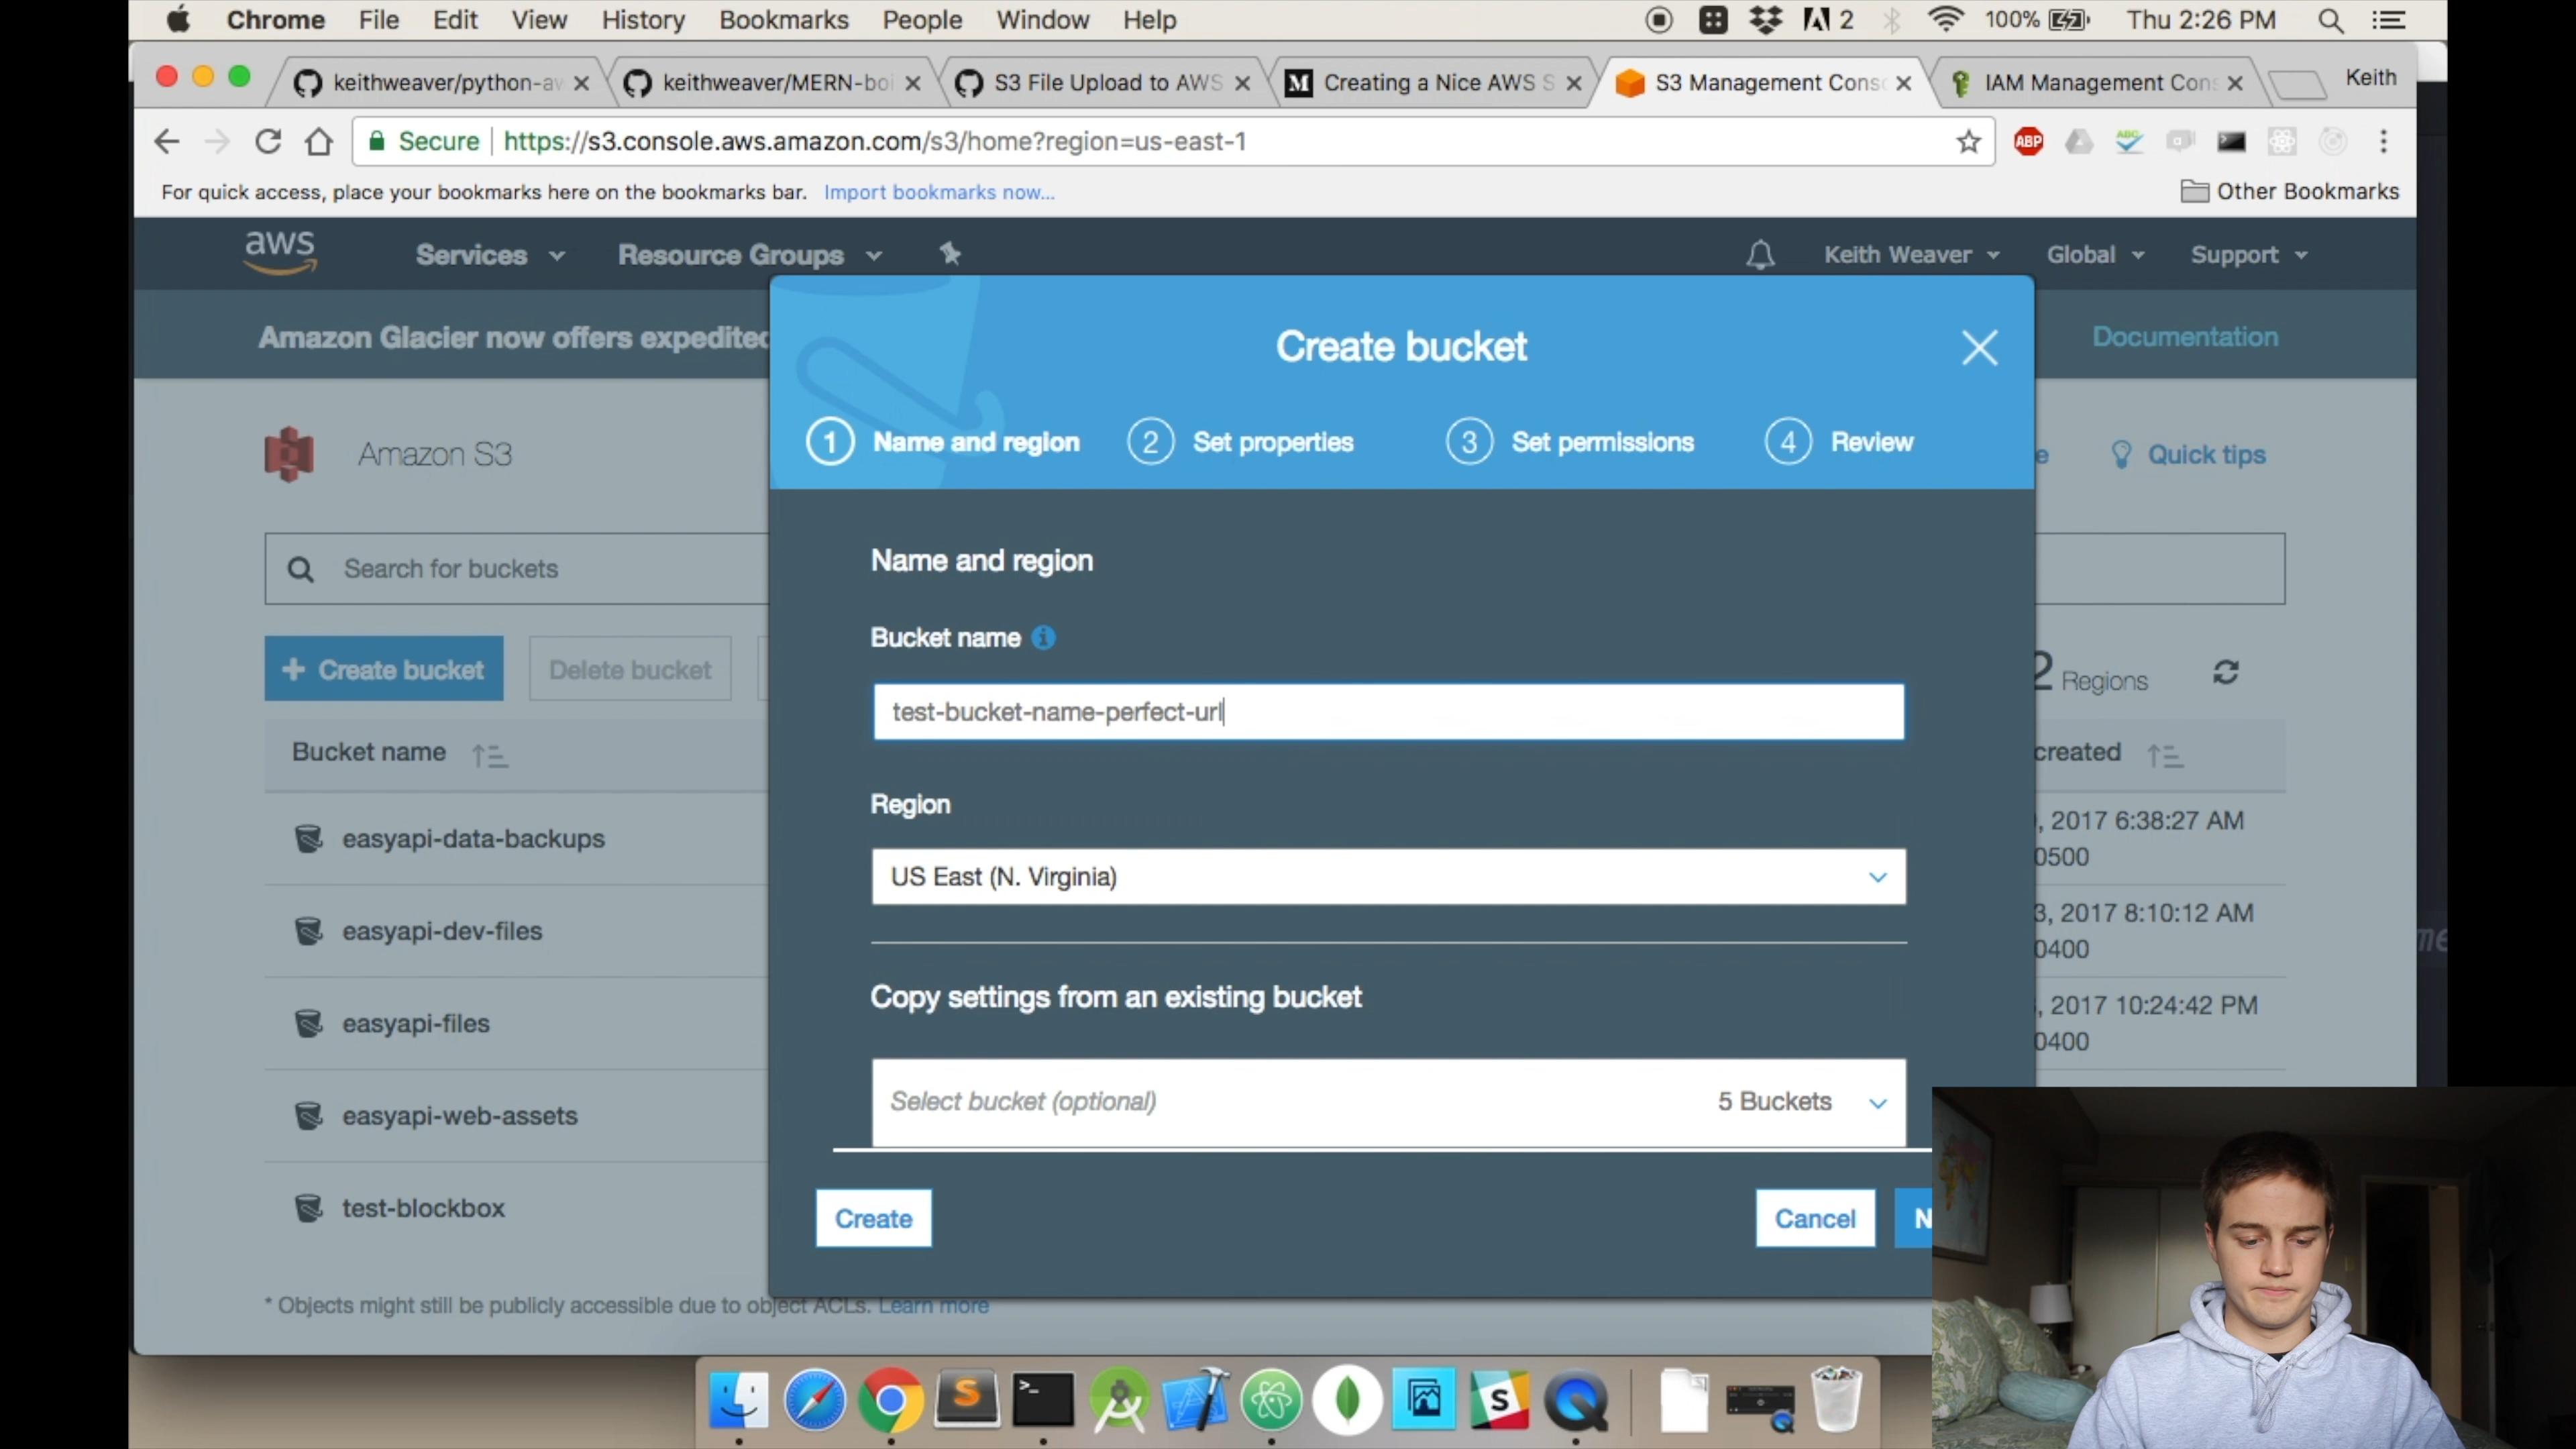 Chrome File Edit View History Bookmarks People Window Help
2 100% Thu 2:26 PM
keithweaver/python-aw
keithweaver/MERN-boi
S3 File Upload to AWS
Creating a Nice AWS S
S3 Management Conso
IAM Management Cons
Keith
Secure https://s3.console.aws.amazon.com/s3/home?region=us-east-1
ABP
For quick access, place your bookmarks here on the bookmarks bar. Import bookmarks now...
Other Bookmarks
aws Services Resource Groups Keith Weaver Global Support
Amazon Glacier now offers expedited
Documentation
Create bucket
1 Name and region 2 Set properties 3 Set permissions 4 Review
Amazon S3
e Quick tips
Name and region
Search for buckets
Bucket name
Create bucket Delete bucket
2 Regions
test-bucket-name-perfect-url
Bucket name
created
Region
easyapi-data-backups
, 2017 6:38:27 AM
0500
US East (N. Virginia)
easyapi-dev-files
3, 2017 8:10:12 AM
0400
me
Copy settings from an existing bucket
easyapi-files
, 2017 10:24:42 PM
0400
Select bucket (optional) 5 Buckets
easyapi-web-assets
test-blockbox
Create Cancel N
* Objects might still be publicly accessible due to object ACLs. Learn more